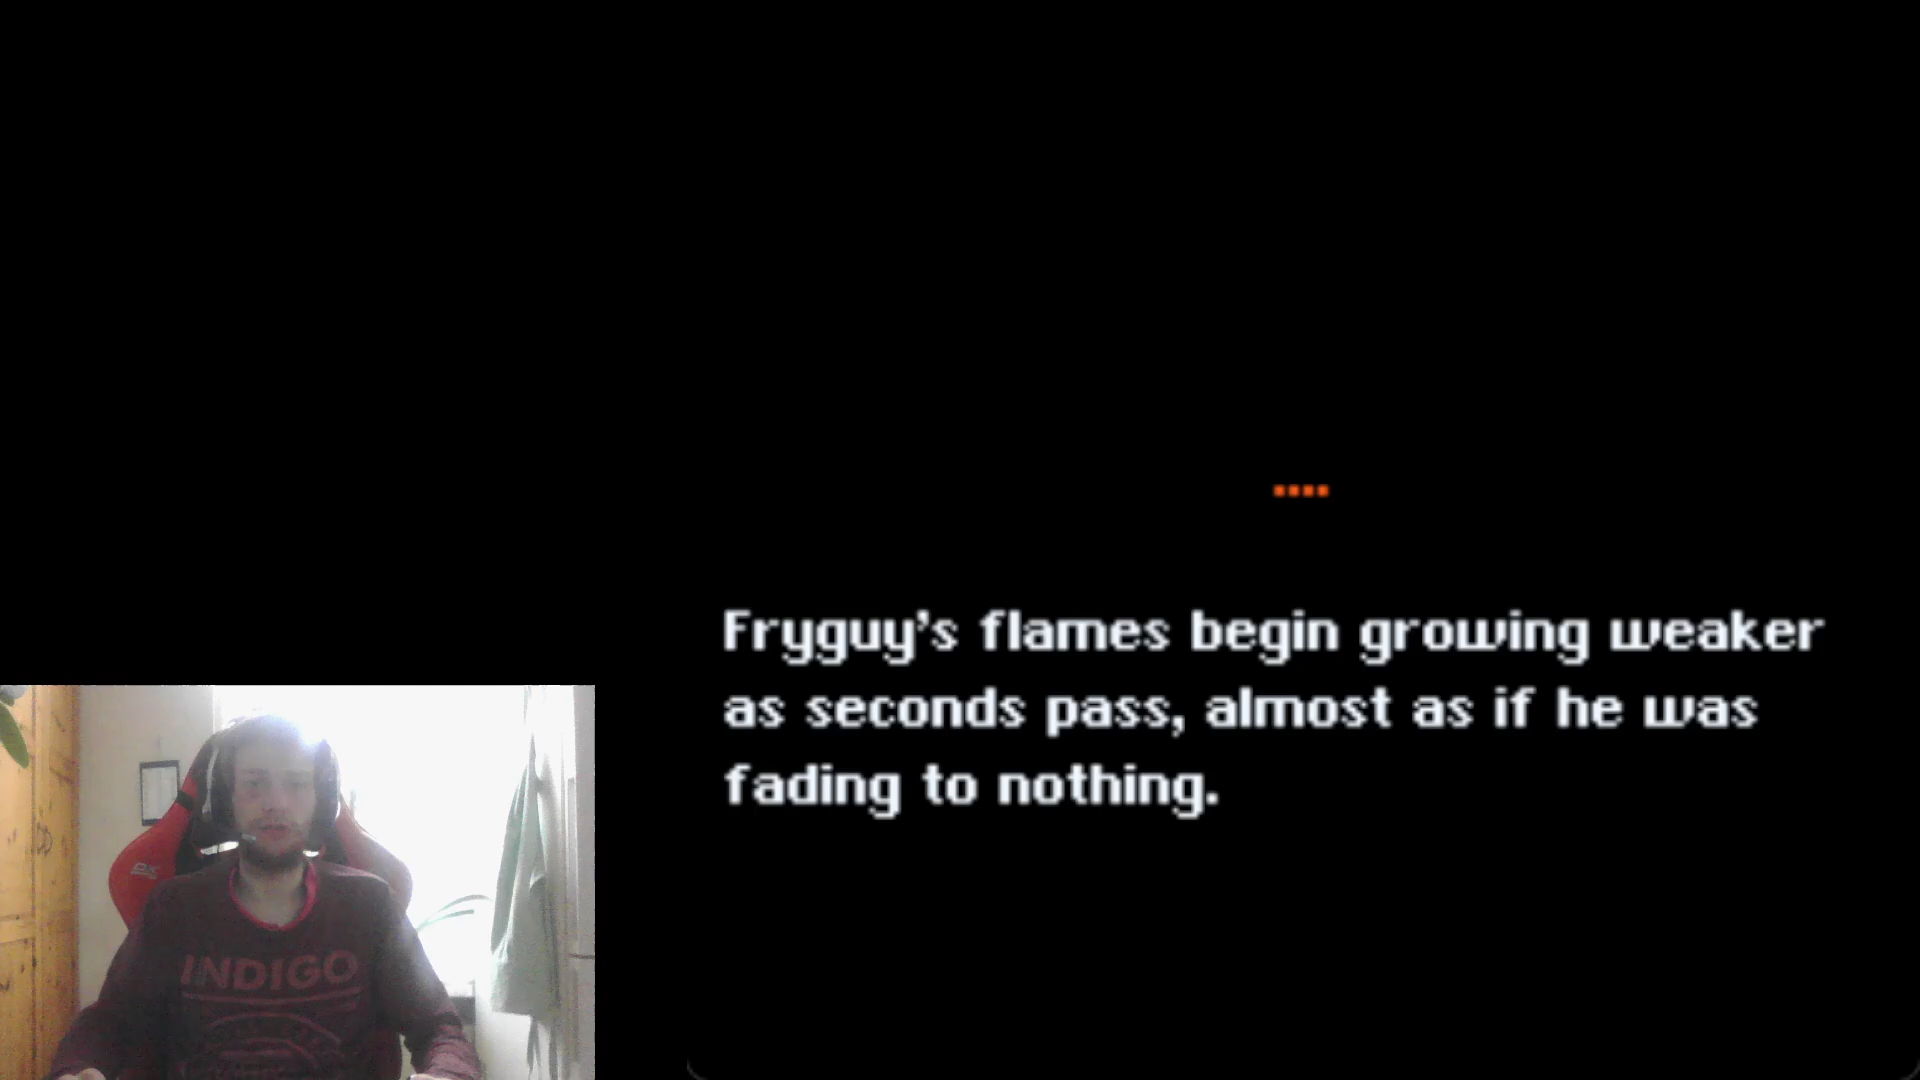 ....
Fryguy's flames begin growing weaker
as seconds pass, almost as if he was
fading to nothing.
INDIGO